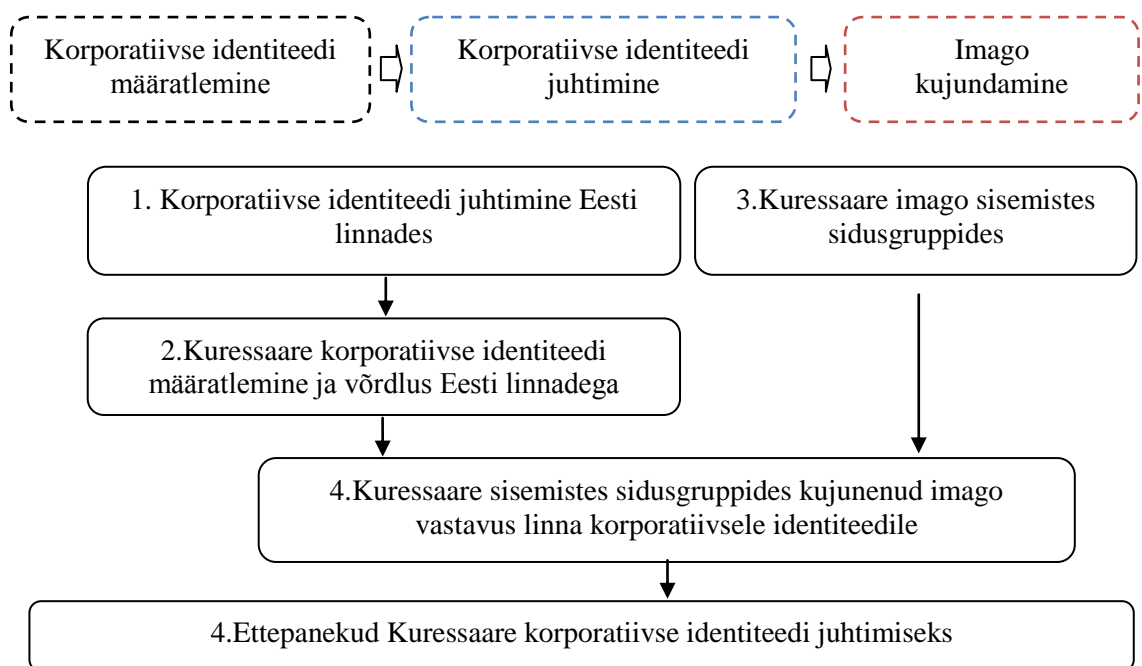 Korporatiivse identiteedi
määratlemine
Korporatiivse identiteedi
juhtimine
Imago
kujundamine
1. Korporatiivse identiteedi juhtimine Eesti
linnades
3.Kuressaare imago sisemistes
sidusgruppides
2.Kuressaare korporatiivse identiteedi
määratlemine ja võrdlus Eesti linnadega
4.Kuressaare sisemistes sidusgruppides kujunenud imago
vastavus linna korporatiivsele identiteedile
4.Ettepanekud Kuressaare korporatiivse identiteedi juhtimiseks